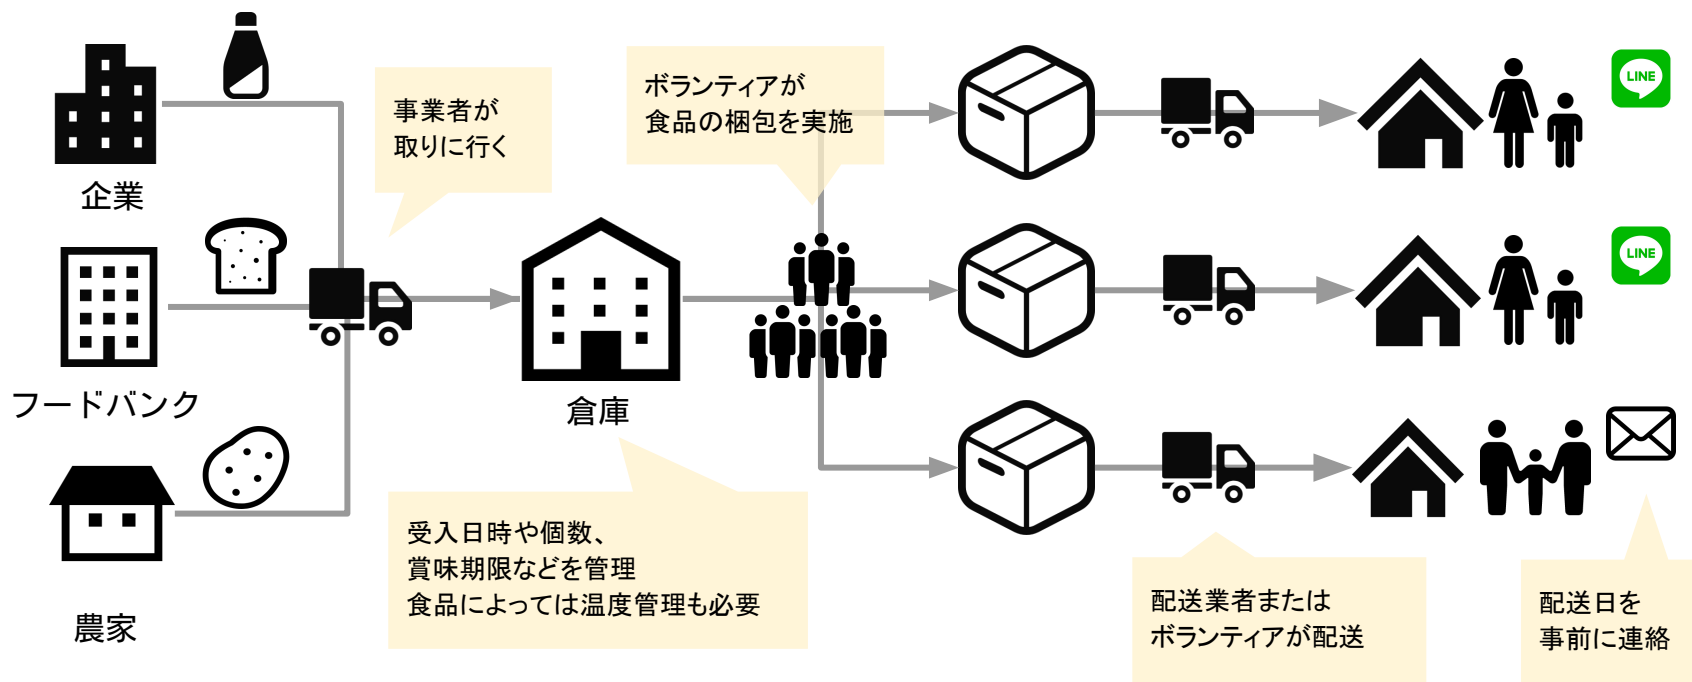 企業
フードバンク
農家
事業者が
取りに行く
倉庫
受入日時や個数、
賞味期限などを管理
食品によっては温度管理も必要
ボランティアが
食品の梱包を実施
配送業者または
ボランティアが配送
LINE
LINE
配送日を
事前に連絡